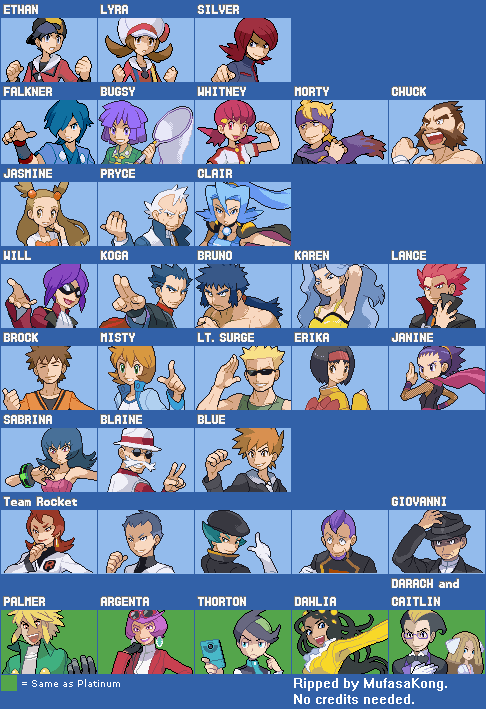 ETHAN LYRA SILVER
FALKNER BUGSY WHITNEY MORTY CHUCK
JASMINE PRYCE CLAIR
WILL KOGA BRUNO KAREN LANCE
BROCK MISTY LT. SURGE ERIKA JANINE
SABRINA BLAINE BLUE
Team Rocket GIOVANNI
DARACH and
PALMER ARGENTA THORTON DAHLIA CAITLIN
= Same as Platinum
Ripped by MufasaKong.
No credits needed.